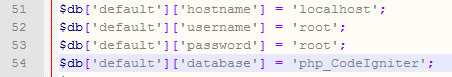 51 $db['default']['hostname'] = 'localhost';
52 $db['default']['username'] = 'root';
53 $db['default']['password'] = 'root';
54 $db['default']['database'] = 'php_CodeIgniter';